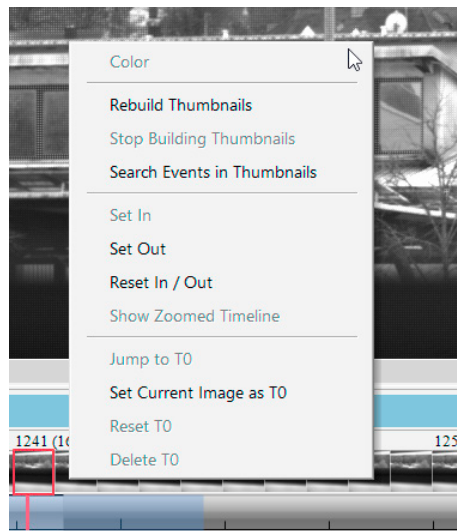 Color
Rebuild Thumbnails
Stop Building Thumbnails
Search Events in Thumbnails
Set In
Set Out
Reset In / Out
Show Zoomed Timeline
Jump to T0
Set Current Image as T0
Reset T0
Delete T0
1241 (16
125